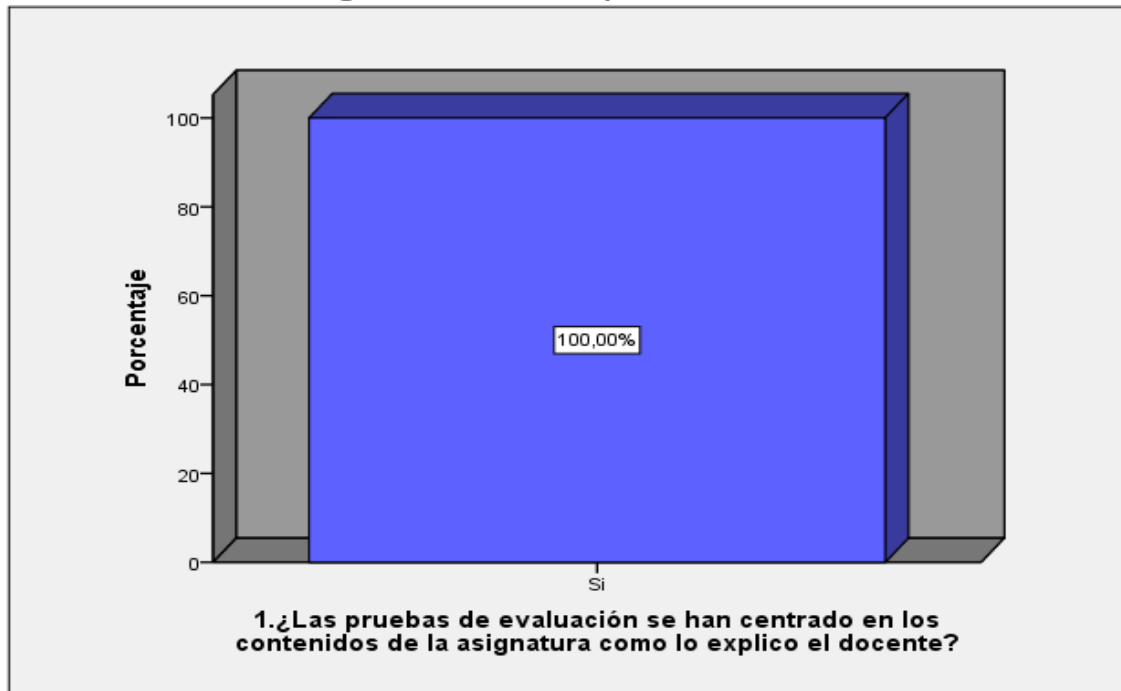 100
80
60
40
20
0
Porcentaje
100,00%
Si
1.¿Las pruebas de evaluación se han centrado en los
contenidos de la asignatura como lo explico el docente?